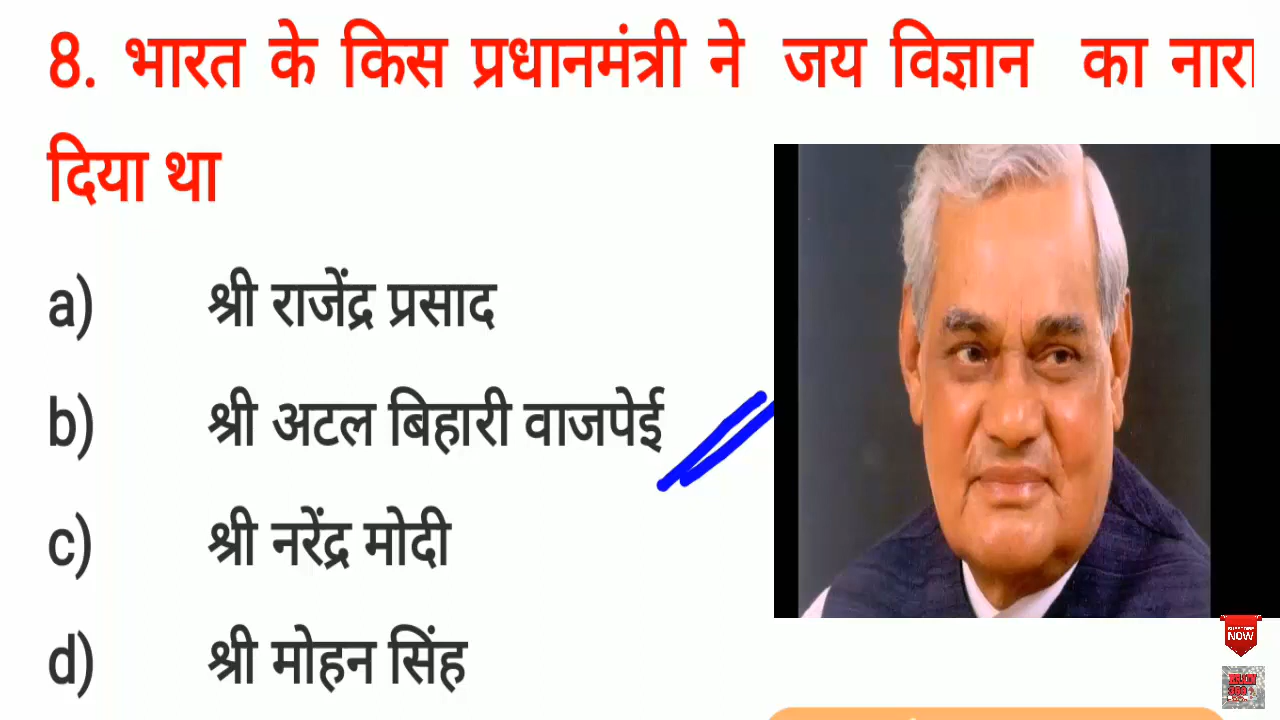 8. भारत के किस प्रधानमंत्री ने जय विज्ञान का नारा
दिया था
a) श्री राजेंद्र प्रसाद
b) श्री अटल बिहारी वाजपेई
c) श्री नरेंद्र मोदी
d) श्री मोहन सिंह
NOW